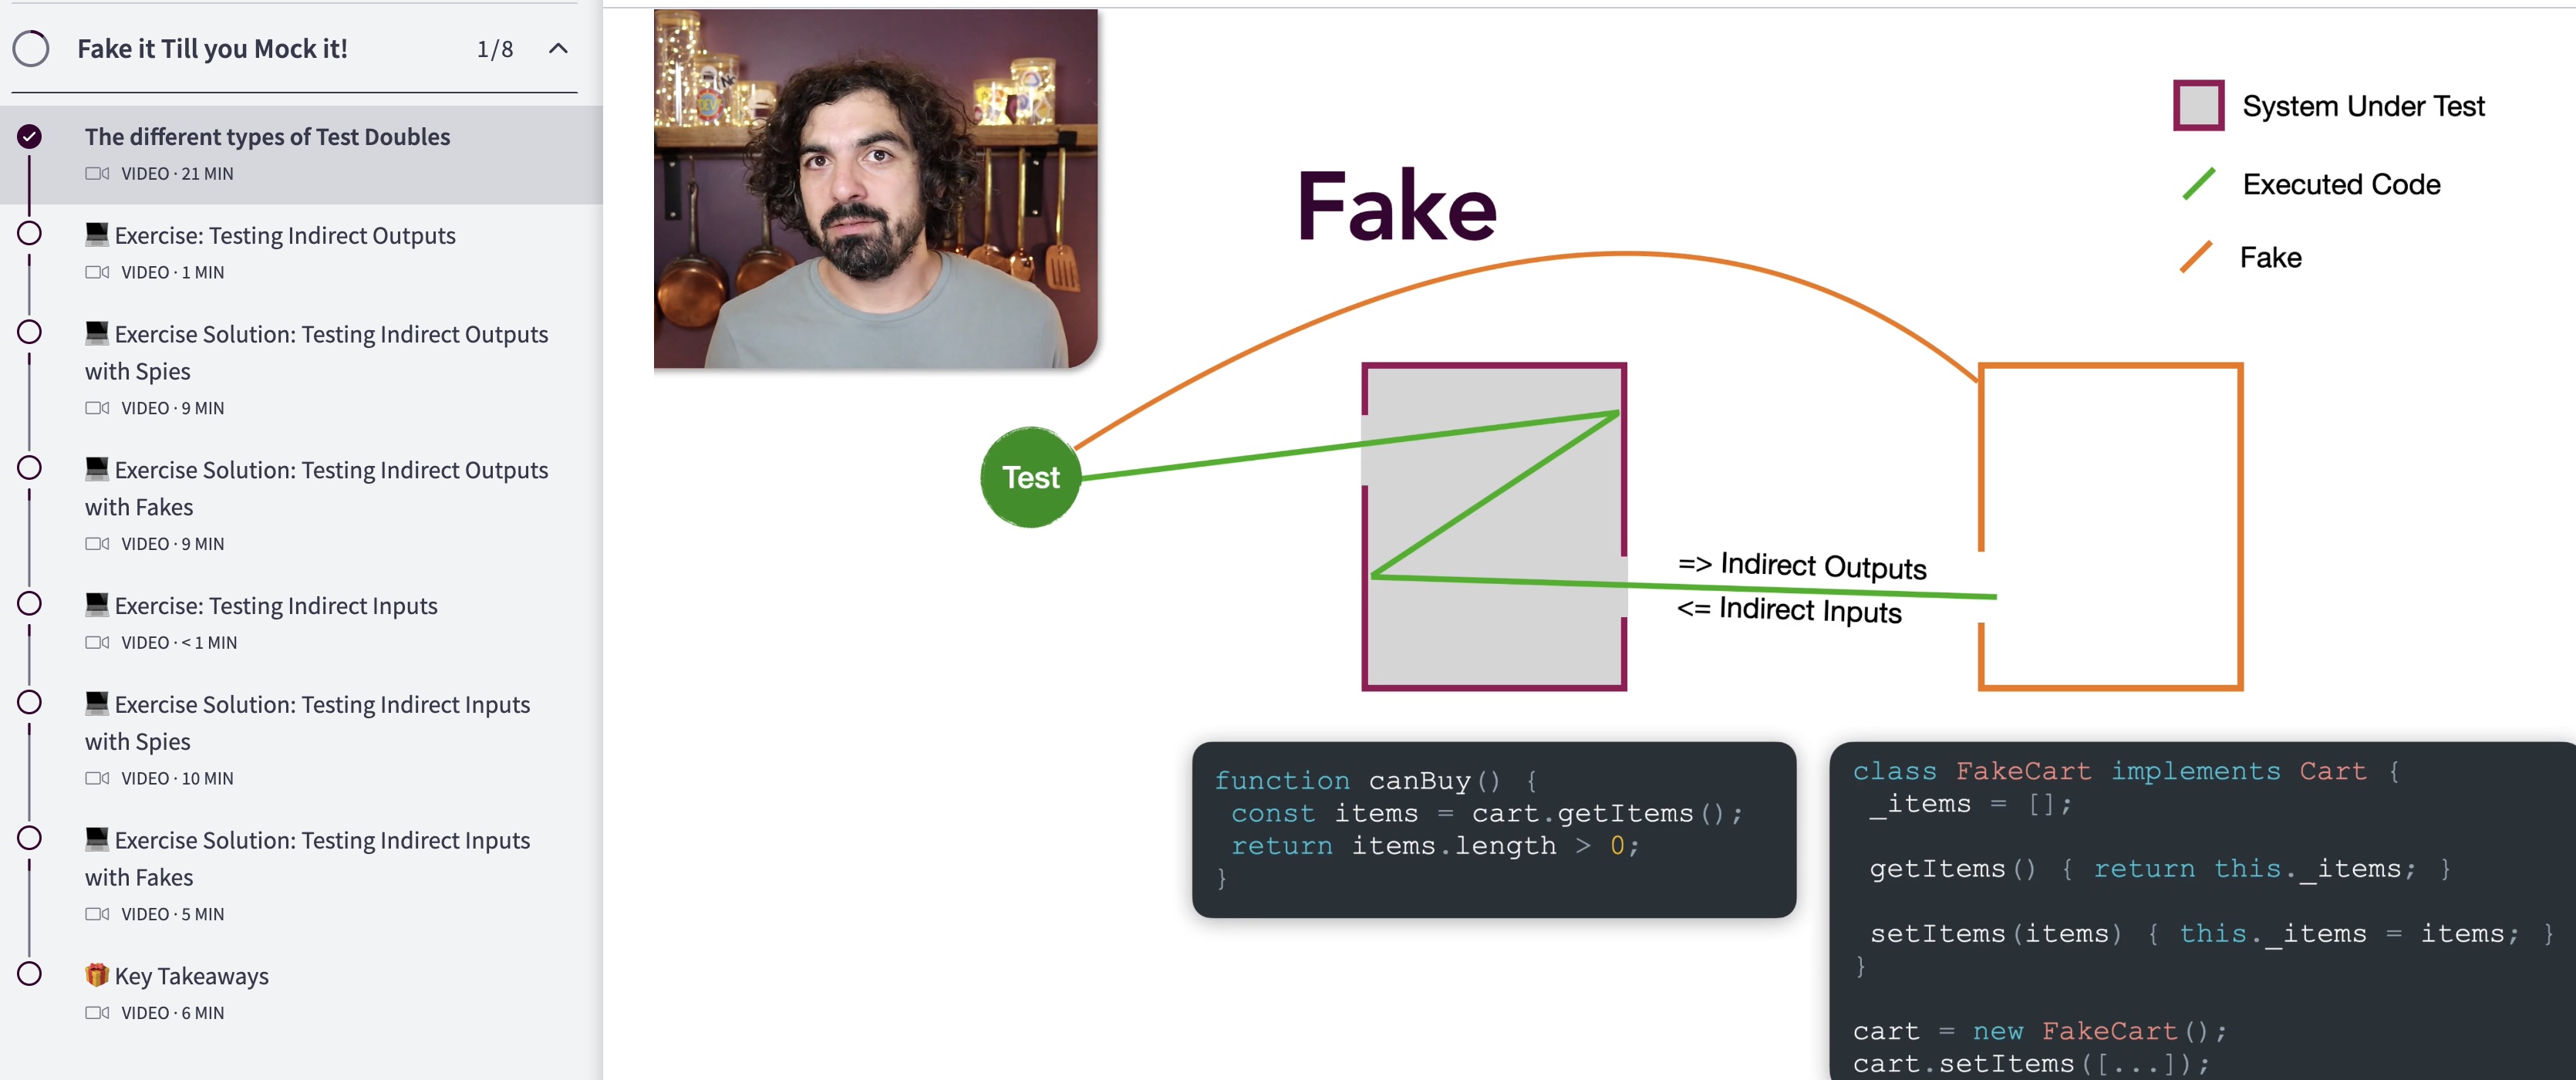 Fake it Till you Mock it!
1/8
The different types of Test Doubles
VIDEO · 21 MIN
Exercise: Testing Indirect Outputs
VIDEO · 1 MIN
Exercise Solution: Testing Indirect Outputs
with Spies
VIDEO · 9 MIN
Exercise Solution: Testing Indirect Outputs
with Fakes
VIDEO · 9 MIN
Exercise: Testing Indirect Inputs
VIDEO · < 1 MIN
Exercise Solution: Testing Indirect Inputs
with Spies
VIDEO · 10 MIN
Exercise Solution: Testing Indirect Inputs
with Fakes
VIDEO · 5 MIN
Key Takeaways
VIDEO · 6 MIN
Fake
System Under Test
Executed Code
Fake
Test
=> Indirect Outputs
<= Indirect Inputs
function canBuy() {
const items = cart.getItems();
return items.length > 0;
}
class FakeCart implements Cart {
_items = [];
getItems() { return this._items; }
setItems(items) { this._items = items; }
}
cart = new FakeCart();
cart.setItems([...]);